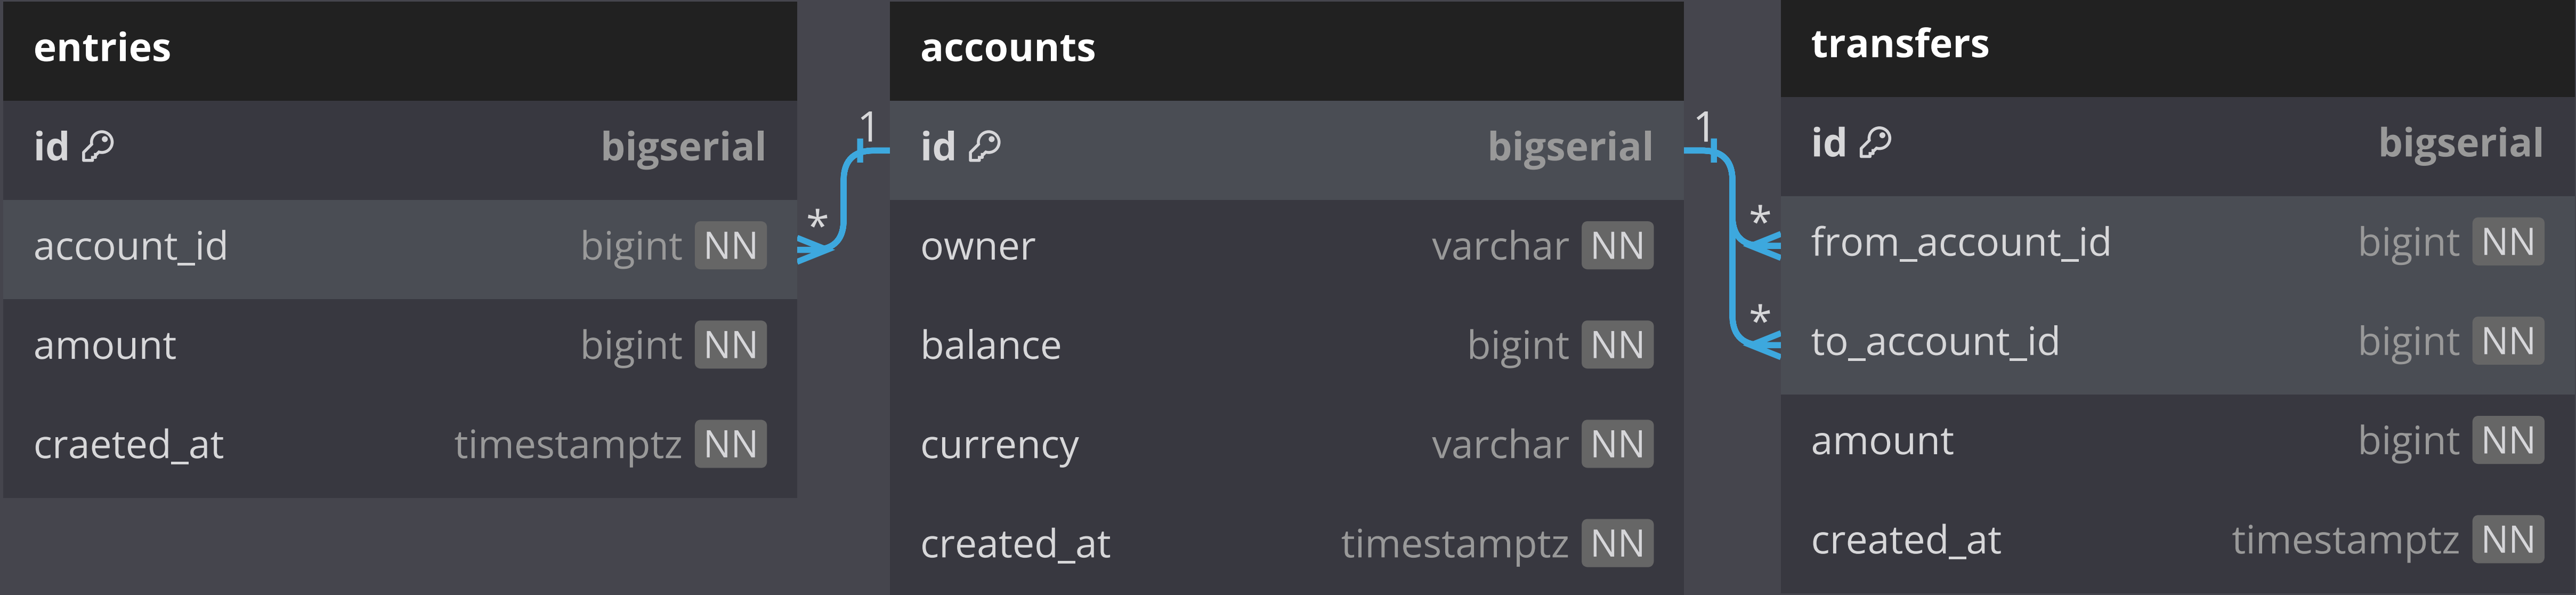 entries
id bigserial
account_id bigint NN
amount bigint NN
craeted_at timestamptz NN
1
*
accounts
id bigserial
owner varchar NN
balance bigint NN
currency varchar NN
created_at timestamptz NN
1
*
*
transfers
id bigserial
from_account_id bigint NN
to_account_id bigint NN
amount bigint NN
created_at timestamptz NN